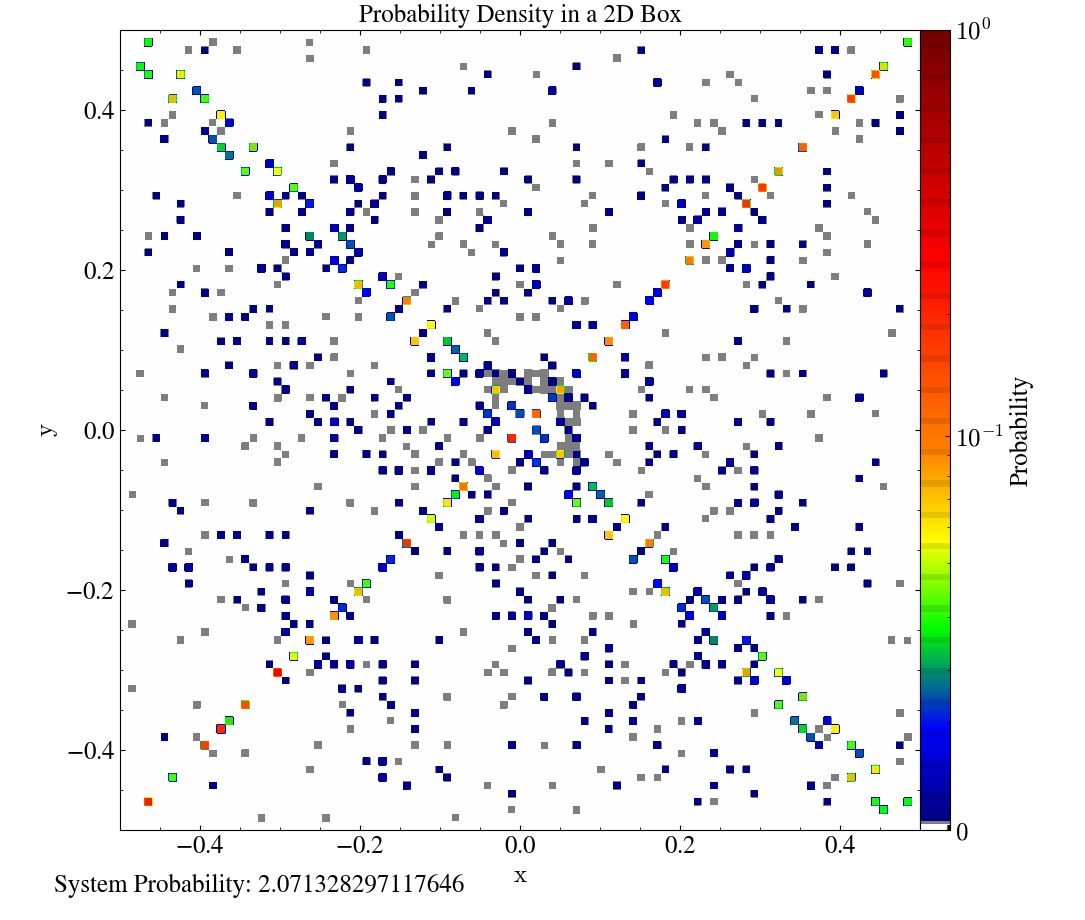 Probability Density in a 2D Box
10⁰
0.4
0.2
y
0.0
10⁻¹
Probability
−0.2
−0.4
0
−0.4 −0.2 0.0 0.2 0.4
x
System Probability: 2.071328297117646